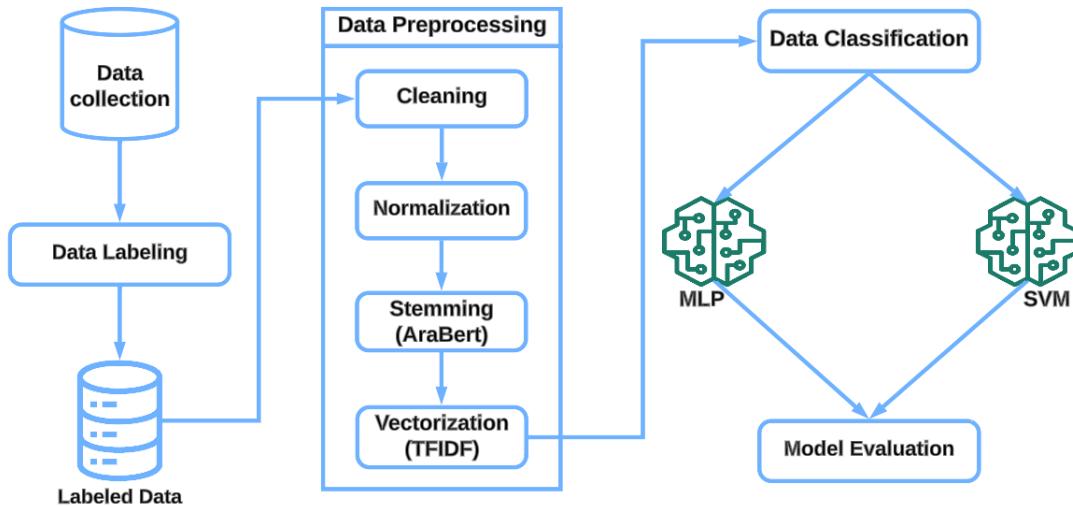 Data
collection
Data Labeling
Labeled Data
Data Preprocessing
Cleaning
Normalization
Stemming
(AraBert)
Vectorization
(TFIDF)
Data Classification
MLP
SVM
Model Evaluation